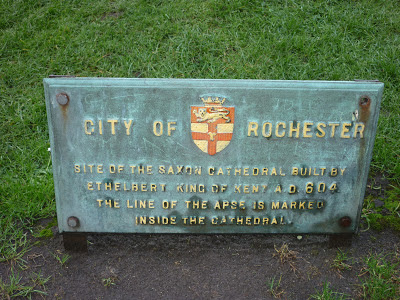 CITY OF ROCHESTER
SITE OF THE SAXON CATHEDRAL BUILT BY
ETHELBERT KING OF KENT A.D. 604
THE LINE OF THE APSE IS MARKED
INSIDE THE CATHEDRAL.